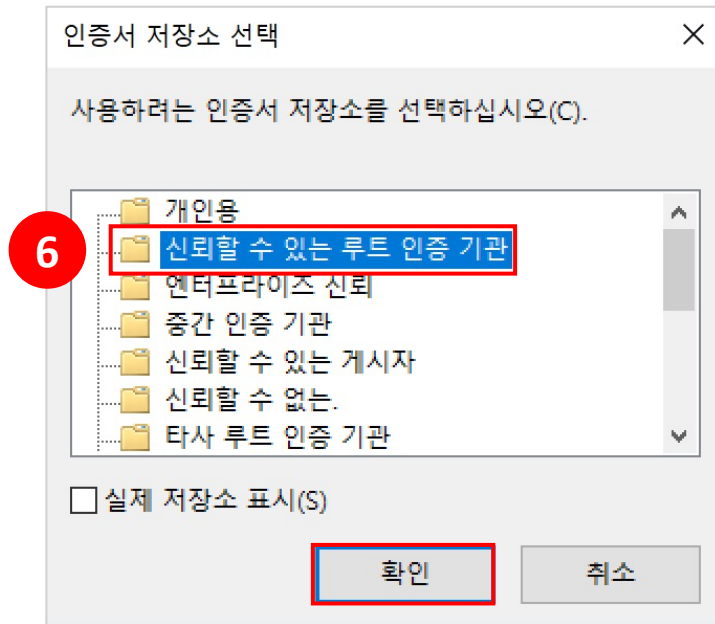 인증서 저장소 선택
사용하려는 인증서 저장소를 선택하십시오(C).
개인용
6 신뢰할 수 있는 루트 인증 기관
엔터프라이즈 신뢰
중간 인증 기관
신뢰할 수 있는 게시자
신뢰할 수 없는.
타사 루트 인증 기관
실제 저장소 표시(S)
확인 취소